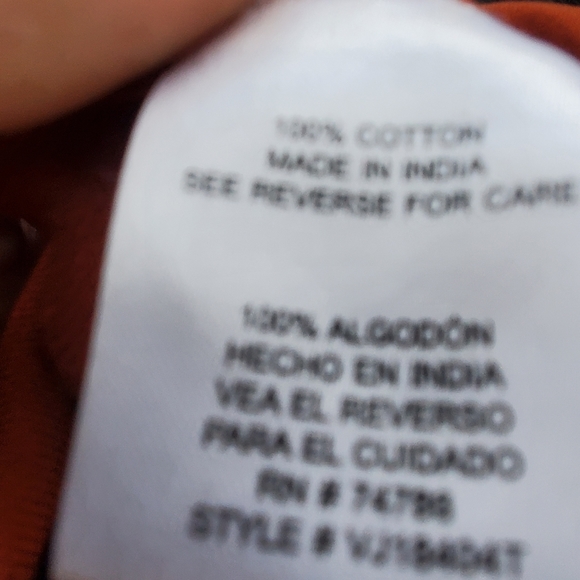 100% COTTON
MADE IN INDIA
SEE REVERSE FOR CARE
100% ALGODÓN
HECHO EN INDIA
VEA EL REVERSO
PARA EL CUIDADO
RN # 74786
STYLE #